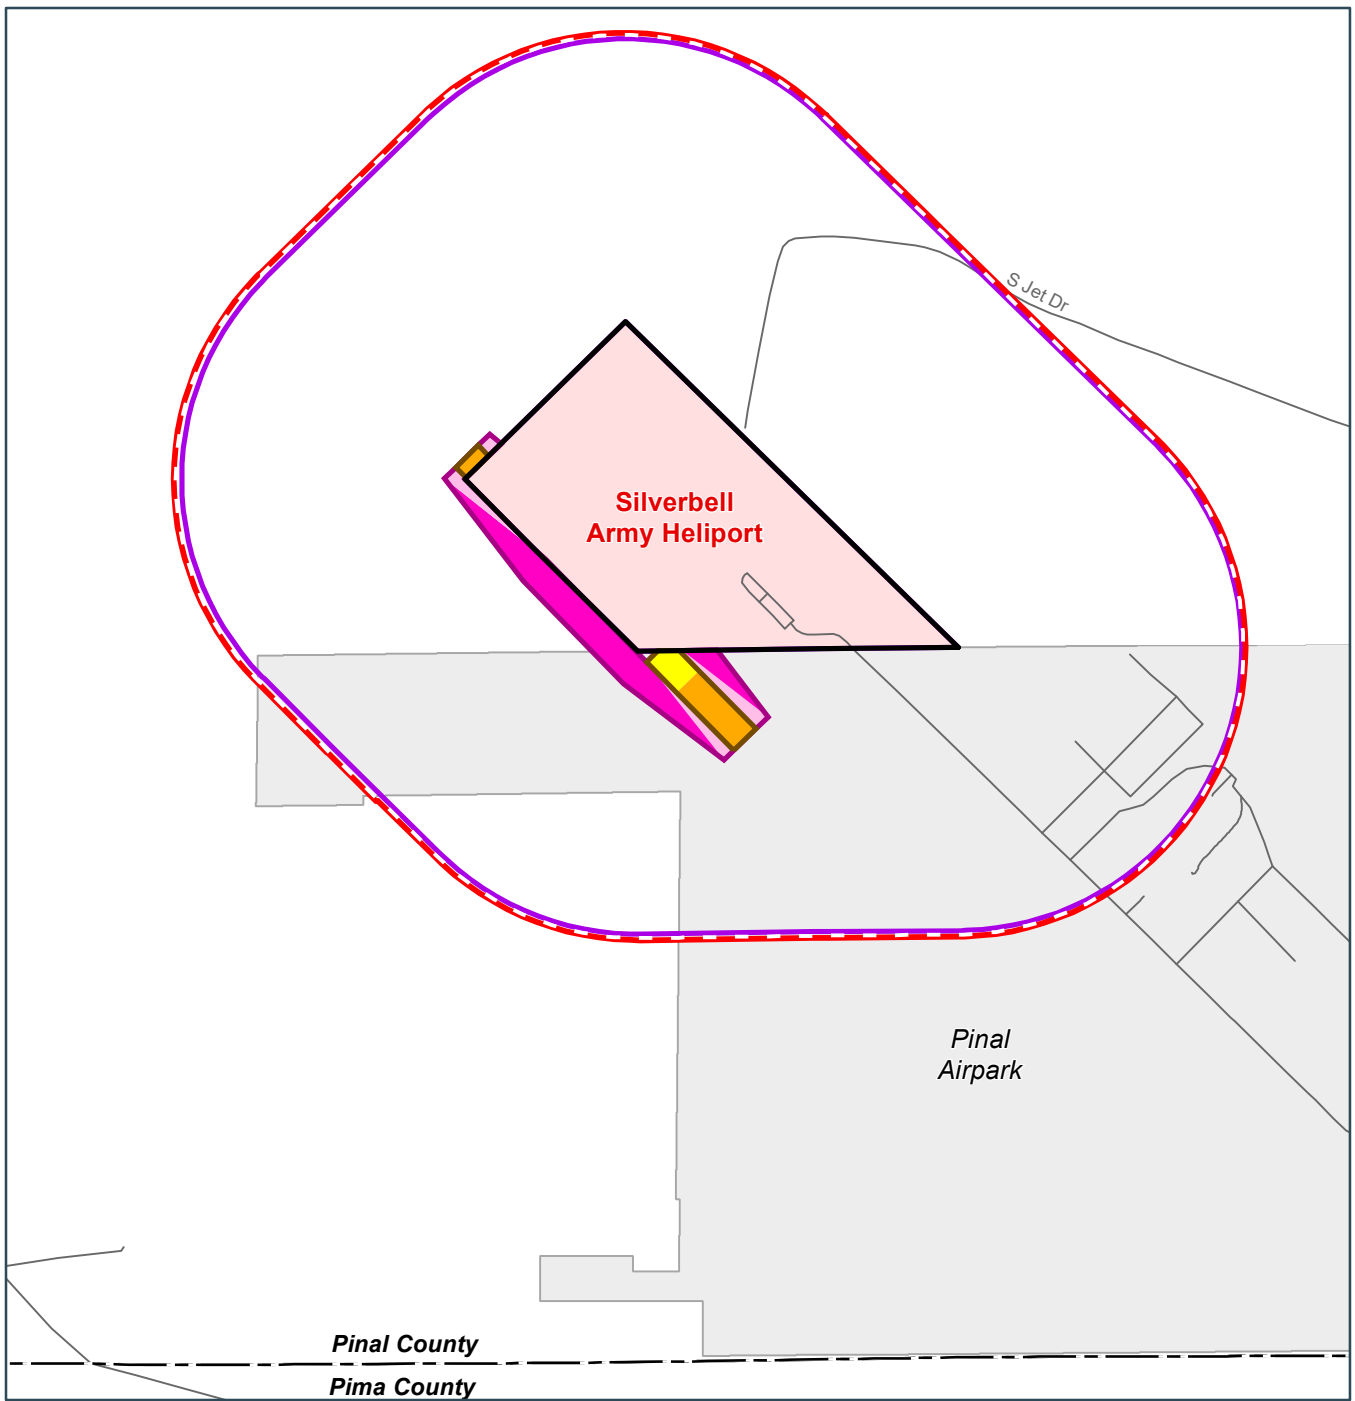 S Jet Dr
Silverbell
Army Heliport
Pinal
Airpark
Pinal County
Pima County